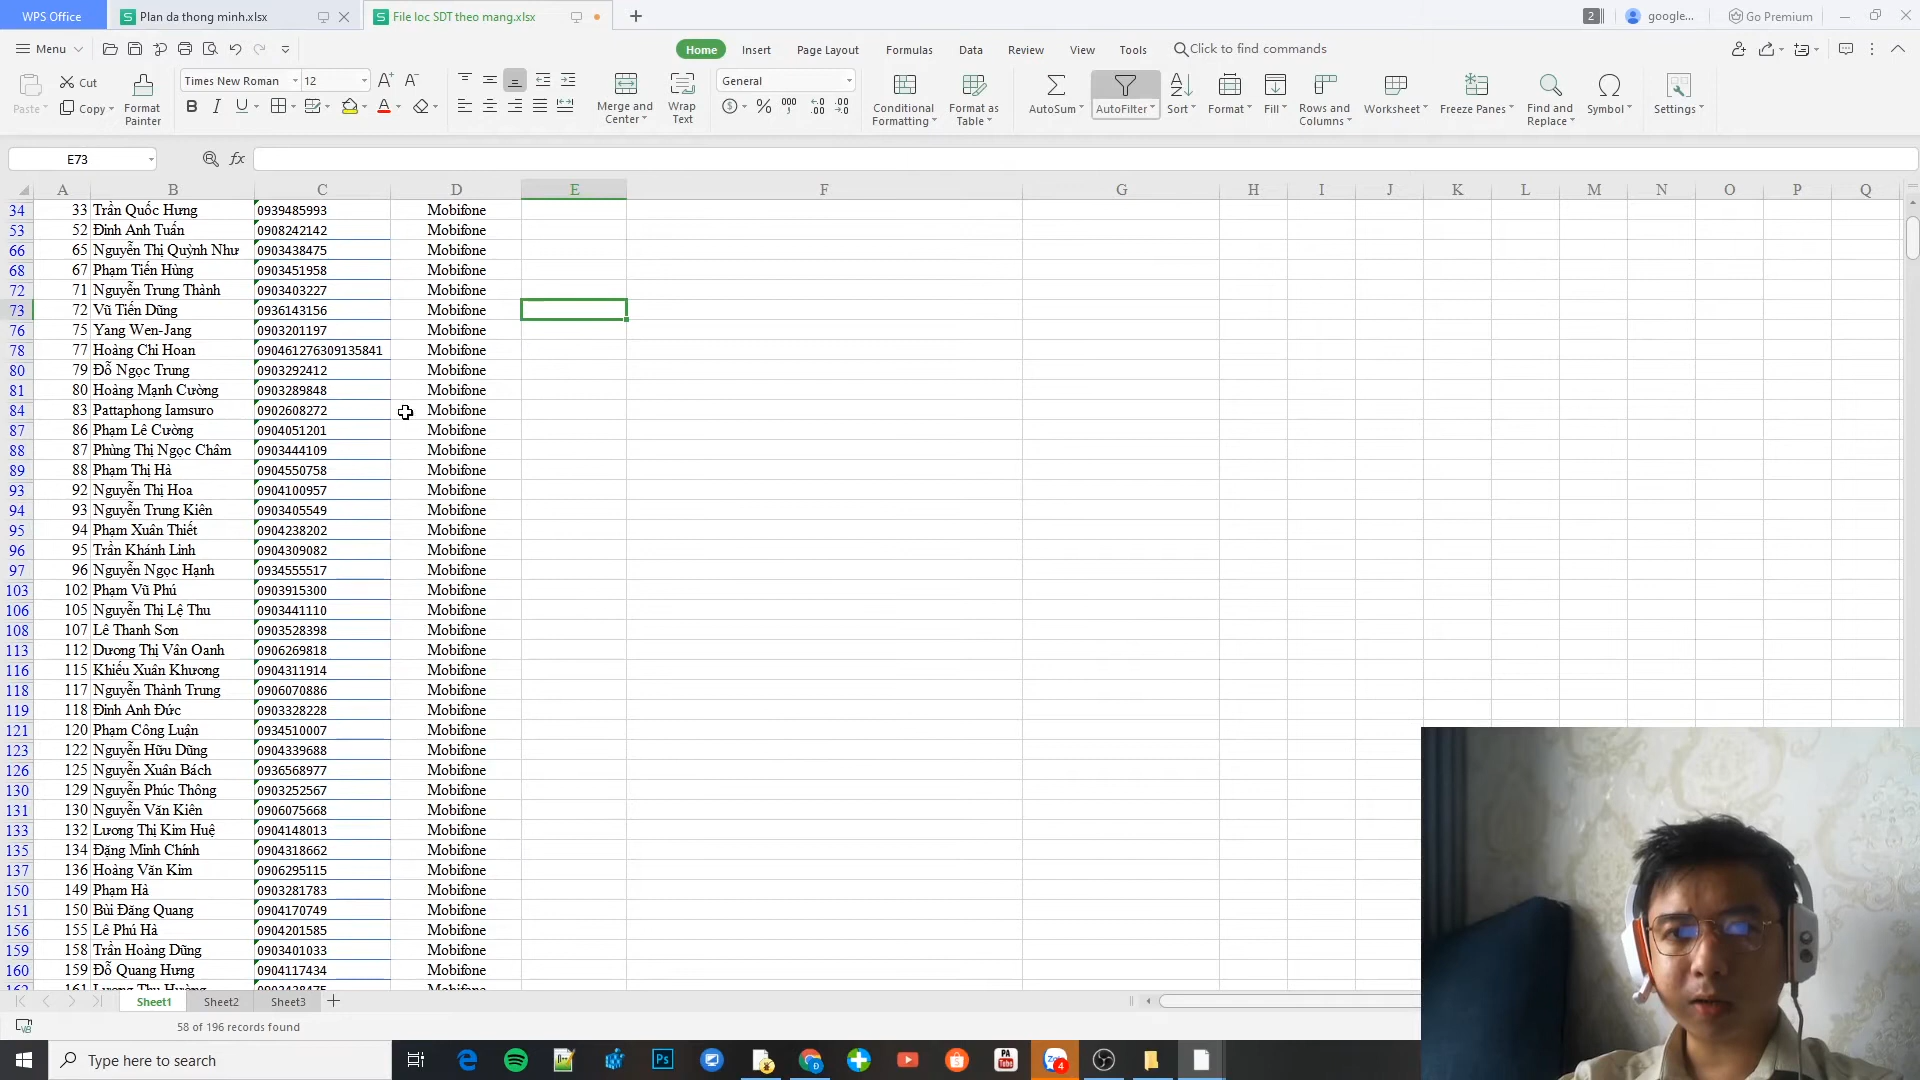 WPS Office Plan da thong minh.xlsx File loc SDT theo mang.xlsx 2 google... Go Premium
Menu Home Insert Page Layout Formulas Data Review View Tools Click to find commands
Paste Cut Copy Format Painter Times New Roman 12 Merge and Center Wrap Text General Conditional Formatting Format as Table AutoSum AutoFilter Sort Format Fill Rows and Columns Worksheet Freeze Panes Find and Replace Symbol Settings
E73
A B C D E F G H I J K L M N O P Q
34 33 Trần Quốc Hưng 0939485993 Mobifone
53 52 Đinh Anh Tuấn 0908242142 Mobifone
66 65 Nguyễn Thị Quỳnh Như 0903438475 Mobifone
68 67 Phạm Tiến Hùng 0903451958 Mobifone
72 71 Nguyễn Trung Thành 0903403227 Mobifone
73 72 Vũ Tiến Dũng 0936143156 Mobifone
76 75 Yang Wen-Jang 0903201197 Mobifone
78 77 Hoàng Chi Hoan 090461276309135841 Mobifone
80 79 Đỗ Ngọc Trung 0903292412 Mobifone
81 80 Hoàng Mạnh Cường 0903289848 Mobifone
84 83 Pattaphong Iamsuro 0902608272 Mobifone
87 86 Phạm Lê Cường 0904051201 Mobifone
88 87 Phùng Thị Ngọc Châm 0903444109 Mobifone
89 88 Phạm Thị Hà 0904550758 Mobifone
93 92 Nguyễn Thị Hoa 0904100957 Mobifone
94 93 Nguyễn Trung Kiên 0903405549 Mobifone
95 94 Phạm Xuân Thiết 0904238202 Mobifone
96 95 Trần Khánh Linh 0904309082 Mobifone
97 96 Nguyễn Ngọc Hạnh 0934555517 Mobifone
103 102 Phạm Vũ Phú 0903915300 Mobifone
106 105 Nguyễn Thị Lệ Thu 0903441110 Mobifone
108 107 Lê Thanh Sơn 0903528398 Mobifone
113 112 Dương Thị Vân Oanh 0906269818 Mobifone
116 115 Khiếu Xuân Khương 0904311914 Mobifone
118 117 Nguyễn Thành Trung 0906070886 Mobifone
119 118 Đinh Anh Đức 0903328228 Mobifone
121 120 Phạm Công Luận 0934510007 Mobifone
123 122 Nguyễn Hữu Dũng 0904339688 Mobifone
126 125 Nguyễn Xuân Bách 0936568977 Mobifone
130 129 Nguyễn Phúc Thông 0903252567 Mobifone
131 130 Nguyễn Văn Kiên 0906075668 Mobifone
133 132 Lương Thị Kim Huệ 0904148013 Mobifone
135 134 Đặng Minh Chính 0904318662 Mobifone
137 136 Hoàng Văn Kim 0906295115 Mobifone
150 149 Phạm Hà 0903281783 Mobifone
151 150 Bùi Đăng Quang 0904170749 Mobifone
156 155 Lê Phú Hà 0904201585 Mobifone
159 158 Trần Hoàng Dũng 0903401033 Mobifone
160 159 Đỗ Quang Hưng 0904117434 Mobifone
162 161 Lương Thu Hường 0903438475 Mobifone
Sheet1 Sheet2 Sheet3
58 of 196 records found
Type here to search